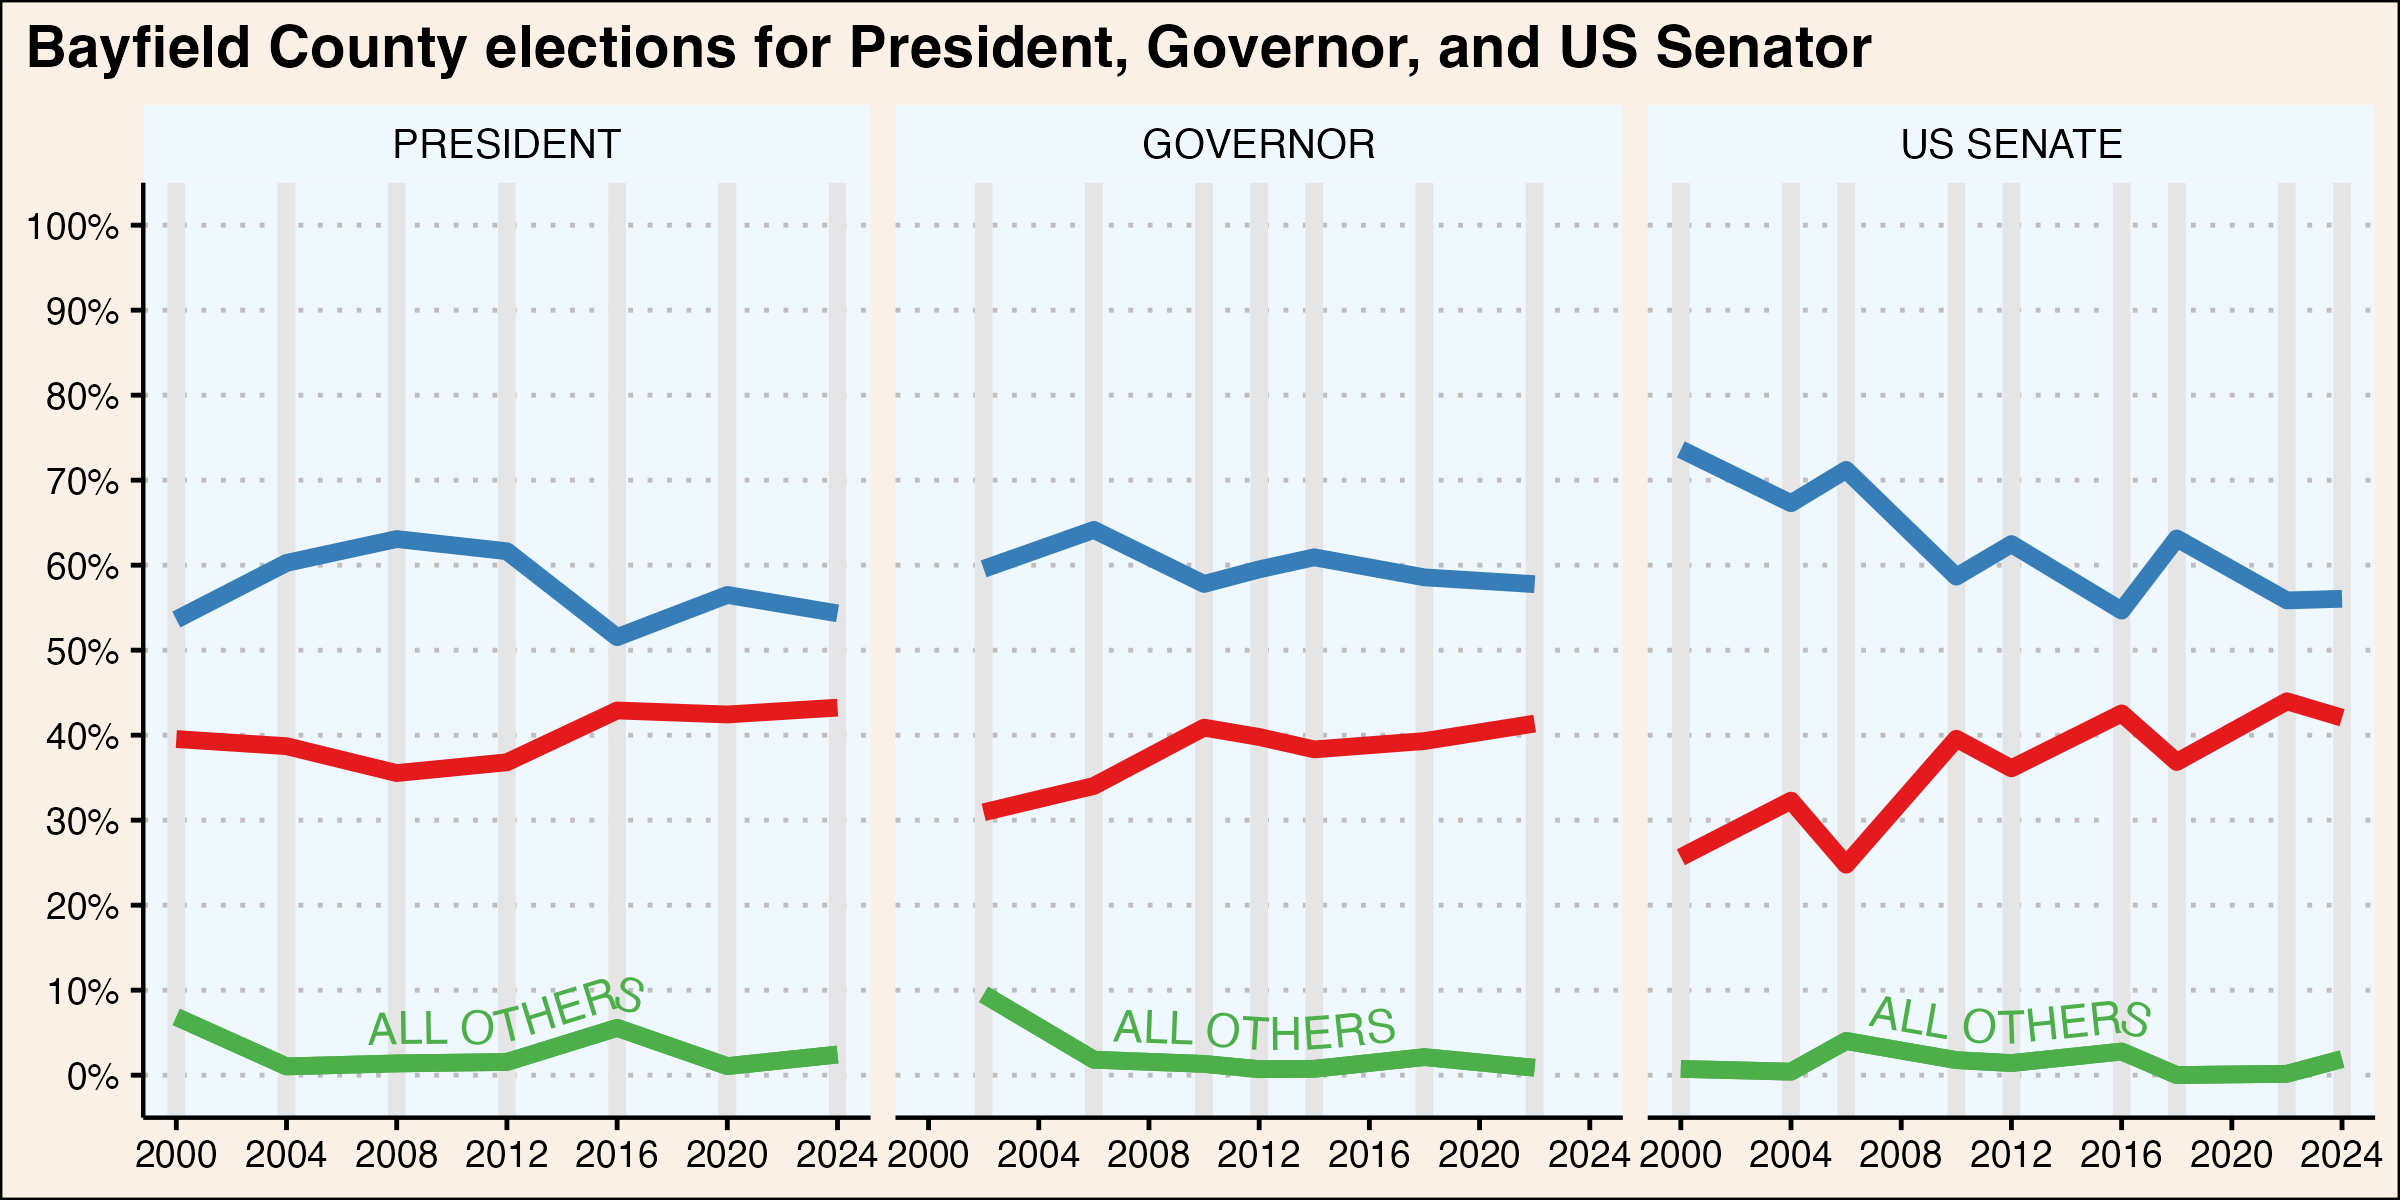 Bayfield County elections for President, Governor, and US Senator
PRESIDENT
GOVERNOR
US SENATE
100%
90%
80%
70%
60%
50%
40%
30%
20%
10%
0%
ALL OTHERS
ALL OTHERS
ALL OTHERS
2000 2004 2008 2012 2016 2020 2024
2000 2004 2008 2012 2016 2020 2024
2000 2004 2008 2012 2016 2020 2024